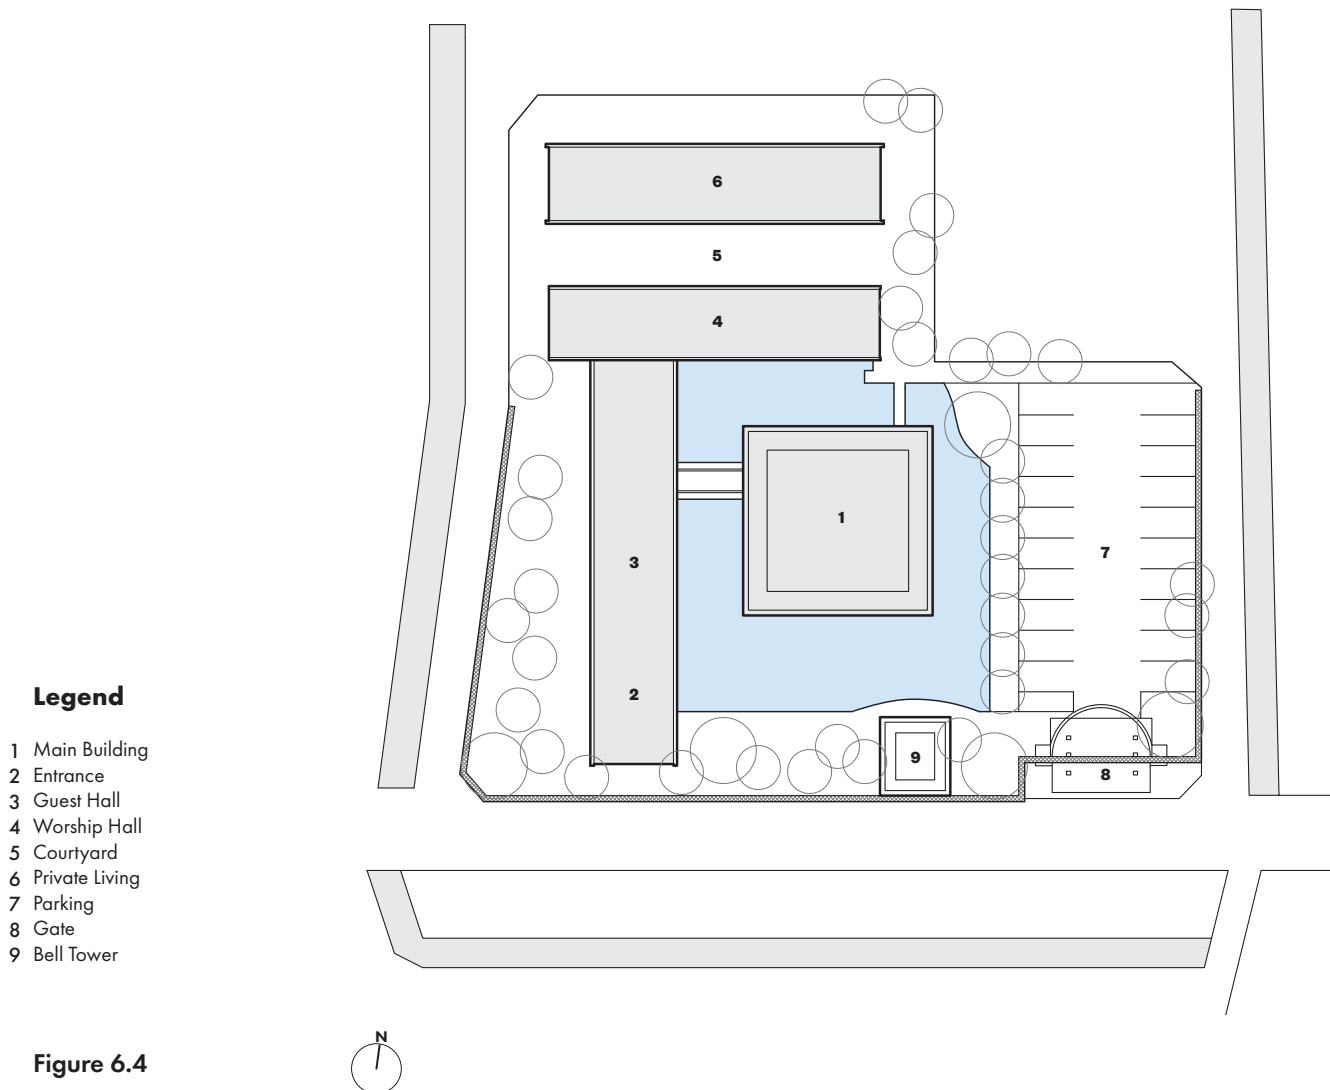 6
5
4
1
3
7
2
9
8
Legend
1 Main Building
2 Entrance
3 Guest Hall
4 Worship Hall
5 Courtyard
6 Private Living
7 Parking
8 Gate
9 Bell Tower
N
Figure 6.4